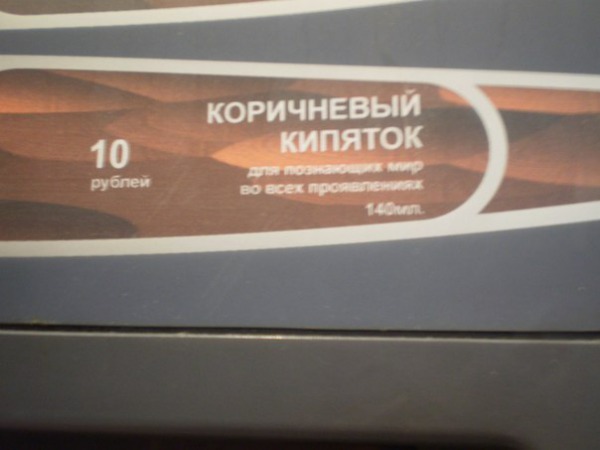 КОРИЧНЕВЫЙ
КИПЯТОК
10
рублей
для познающих мир
во всех проявлениях
140мл.